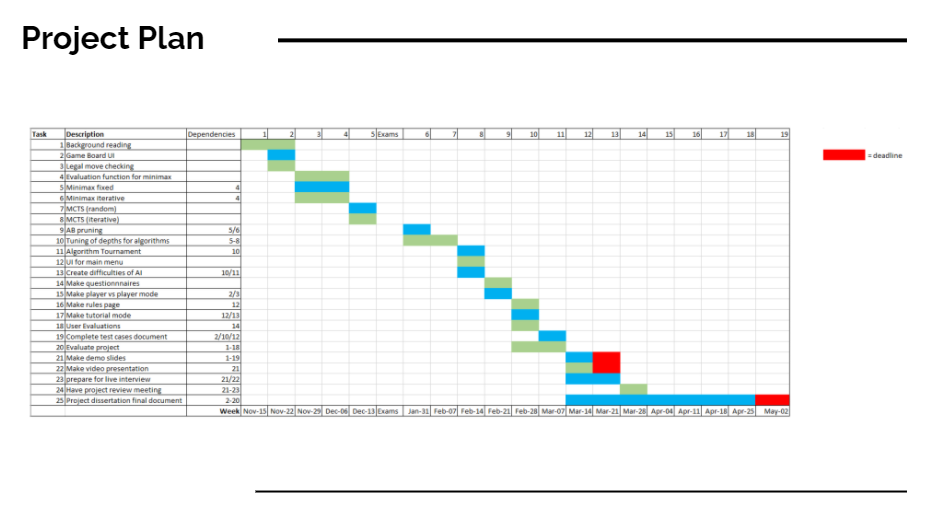 Project Plan
Task Description Dependencies 1 2 3 4 5 Exams 6 7 8 9 10 11 12 13 14 15 16 17 18 19
1 Background reading
2 Game Board UI
3 Legal move checking
4 Evaluation function for minimax
5 Minimax fixed 4
6 Minimax iterative 4
7 MCTS (random)
8 MCTS (iterative)
9 AB pruning 5/6
10 Tuning of depths for algorithms 5-8
11 Algorithm Tournament 10
12 UI for main menu
13 Create difficulties of AI 10/11
14 Make questionnnaires
15 Make player vs player mode 2/3
16 Make rules page 12
17 Make tutorial mode 12/13
18 User Evaluations 14
19 Complete test cases document 2/10/12
20 Evaluate project 1-18
21 Make demo slides 1-19
22 Make video presentation 21
23 prepare for live interview 21/22
24 Have project review meeting 21-23
25 Project dissertation final document 2-20
Week Nov-15 Nov-22 Nov-29 Dec-06 Dec-13 Exams Jan-31 Feb-07 Feb-14 Feb-21 Feb-28 Mar-07 Mar-14 Mar-21 Mar-28 Apr-04 Apr-11 Apr-18 Apr-25 May-02
= deadline